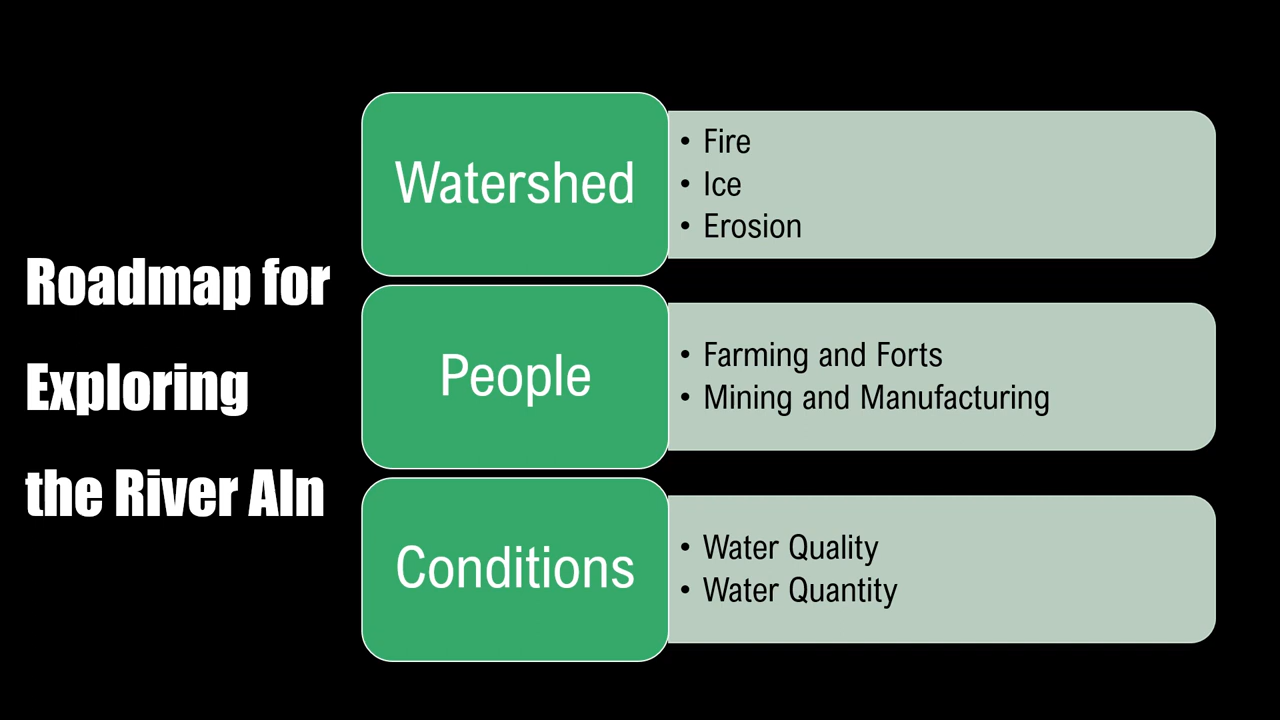 Roadmap for
Exploring
the River Aln
Watershed
• Fire
• Ice
• Erosion
People
• Farming and Forts
• Mining and Manufacturing
Conditions
• Water Quality
• Water Quantity